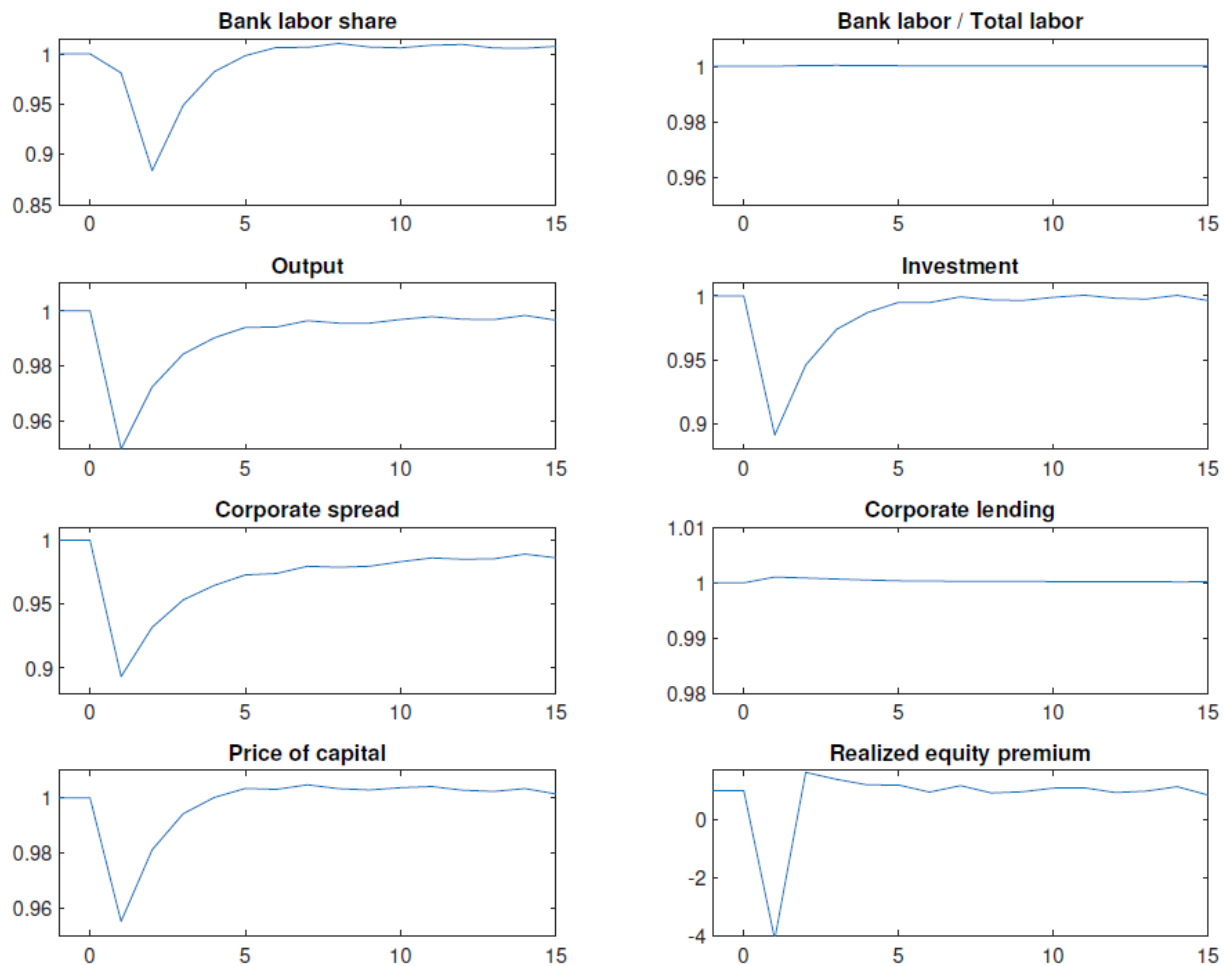 Bank labor share
1
0.95
0.9
0.85
0 5 10 15
Bank labor / Total labor
1
0.98
0.96
0 5 10 15
Output
1
0.98
0.96
0 5 10 15
Investment
1
0.95
0.9
0 5 10 15
Corporate spread
1
0.95
0.9
0 5 10 15
Corporate lending
1.01
1
0.99
0.98
0 5 10 15
Price of capital
1
0.98
0.96
0 5 10 15
Realized equity premium
0
-2
-4
0 5 10 15